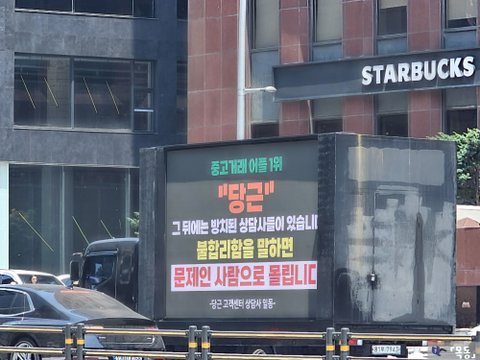 STARBUCKS
중고거래 어플 1위
"당근"
그 뒤에는 방치된 상담사들이 있습니다
불합리함을 말하면
문제인 사람으로 몰립니다
-당근 고객센터 상담사 일동-